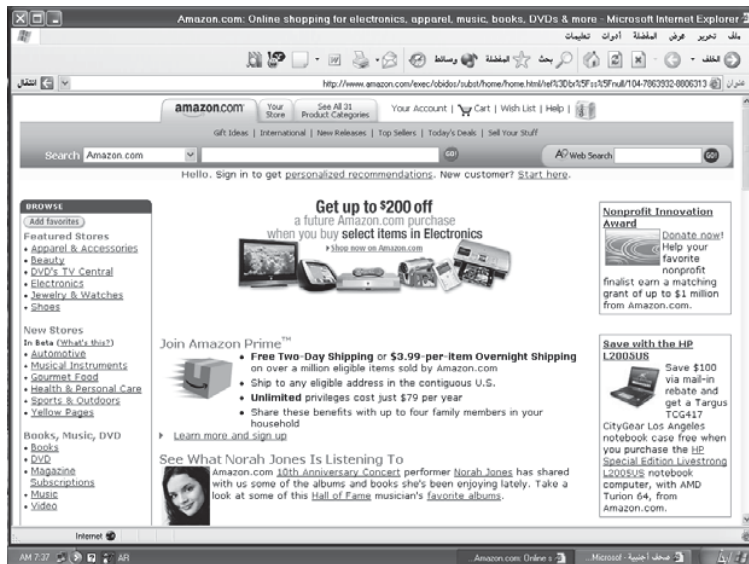 Amazon.com: Online shopping for electronics, apparel, music, books, DVDs & more - Microsoft Internet Explorer
ملف تحرير عرض المفضلة أدوات تعليمات
الخلف بحث المفضلة وسائط
عنوان http://www.amazon.com/exec/obidos/subst/home/home.html/ref%3Dbr%5Fss%5Fnull/104-7863932-8806313 انتقال
amazon.com Your Store See All 31 Product Categories Your Account | Cart | Wish List | Help |
Gift Ideas | International | New Releases | Top Sellers | Today's Deals | Sell Your Stuff
Search Amazon.com GO! A9 Web Search GO!
Hello. Sign in to get personalized recommendations. New customer? Start here.
BROWSE
Add favorites
Featured Stores
• Apparel & Accessories
• Beauty
• DVD's TV Central
• Electronics
• Jewelry & Watches
• Shoes
New Stores
In Beta (What's this?)
• Automotive
• Musical Instruments
• Gourmet Food
• Health & Personal Care
• Sports & Outdoors
• Yellow Pages
Books, Music, DVD
• Books
• DVD
• Magazine
Subscriptions
• Music
• Video
Get up to $200 off
a future Amazon.com purchase
when you buy select items in Electronics
Shop now on Amazon.com
Join Amazon Prime™
• Free Two-Day Shipping or $3.99-per-item Overnight Shipping
on over a million eligible items sold by Amazon.com
• Ship to any eligible address in the contiguous U.S.
• Unlimited privileges cost just $79 per year
• Share these benefits with up to four family members in your
household
Learn more and sign up
See What Norah Jones Is Listening To
Amazon.com 10th Anniversary Concert performer Norah Jones has shared
with us some of the albums and books she's been enjoying lately. Take a
look at some of this Hall of Fame musician's favorite albums.
Nonprofit Innovation
Award
Donate now!
Help your
favorite
nonprofit
finalist earn a matching
grant of up to $1 million
from Amazon.com.
Save with the HP
L2005US
Save $100
via mail-in
rebate and
get a Targus
TCG417
CityGear Los Angeles
notebook case free when
you purchase the HP
Special Edition Livestrong
L2005US notebook
computer, with AMD
Turion 64, from
Amazon.com.
Internet
AM 7:37 AR ...Amazon.com: Online s ...Microsof - صحف أجنبية ابدأ